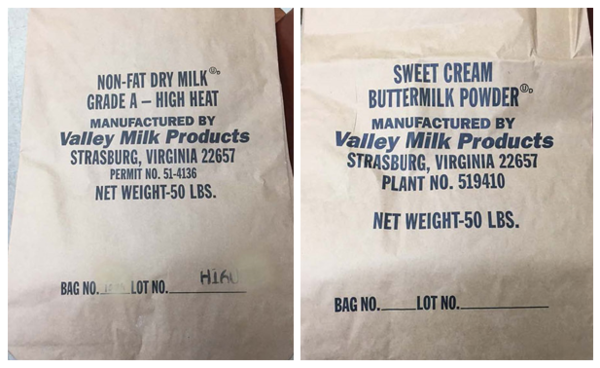 NON-FAT DRY MILK ⓊD
GRADE A – HIGH HEAT
MANUFACTURED BY
Valley Milk Products
STRASBURG, VIRGINIA 22657
PERMIT NO. 51-4136
NET WEIGHT-50 LBS.
BAG NO. LOT NO.
SWEET CREAM
BUTTERMILK POWDER ⓊD
MANUFACTURED BY
Valley Milk Products
STRASBURG, VIRGINIA 22657
PLANT NO. 519410
NET WEIGHT-50 LBS.
BAG NO. LOT NO.